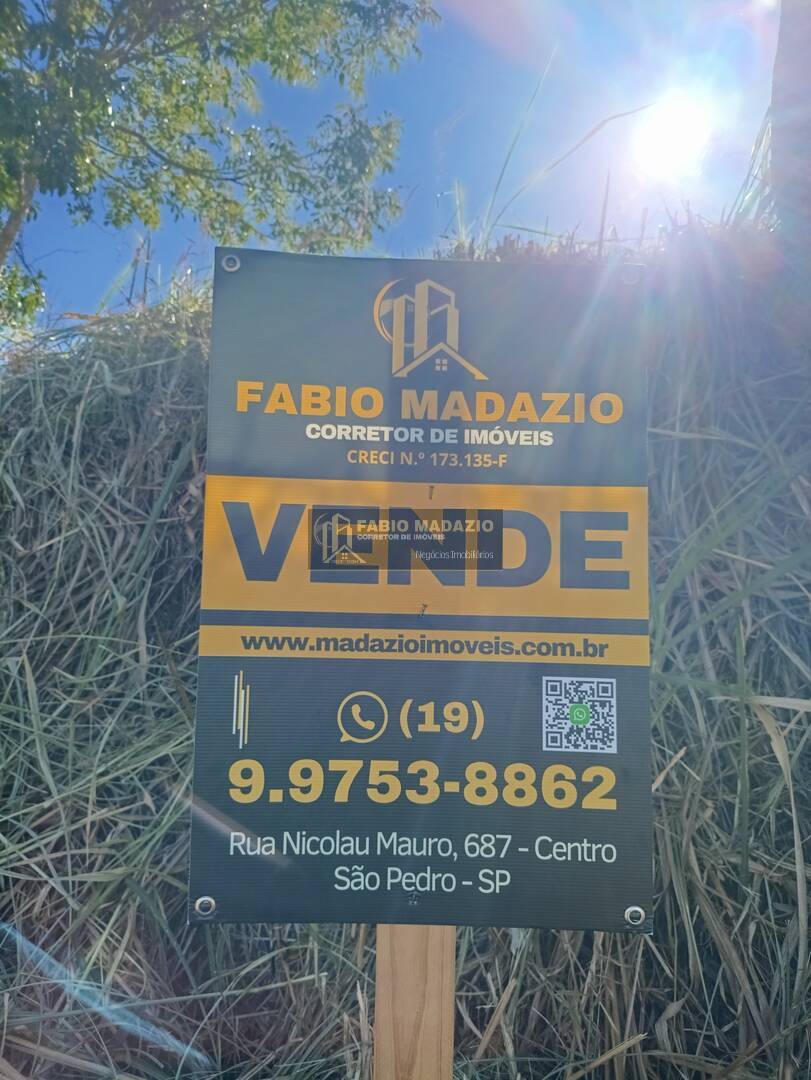 FABIO MADAZIO
CORRETOR DE IMÓVEIS
CRECI N.º 173.135-F
VENDE
FABIO MADAZIO
CORRETOR DE IMÓVEIS
Negócios Imobiliários
www.madazioimoveis.com.br
(19)
9.9753-8862
Rua Nicolau Mauro, 687 - Centro
São Pedro - SP